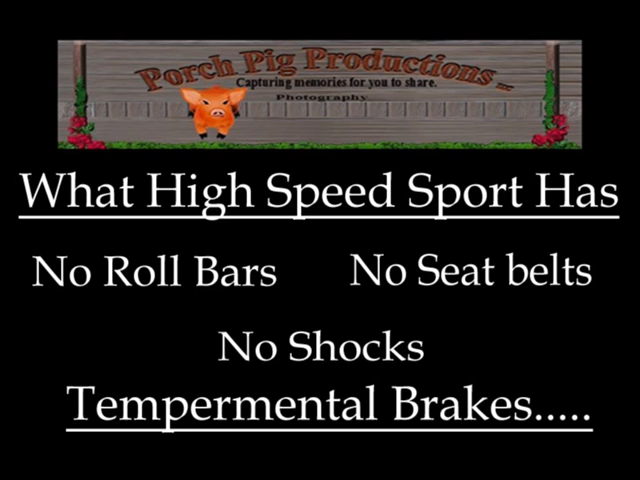 Porch Pig Productions
Capturing memories for you to share.
Photography
What High Speed Sport Has
No Roll Bars
No Seat belts
No Shocks
Tempermental Brakes.....